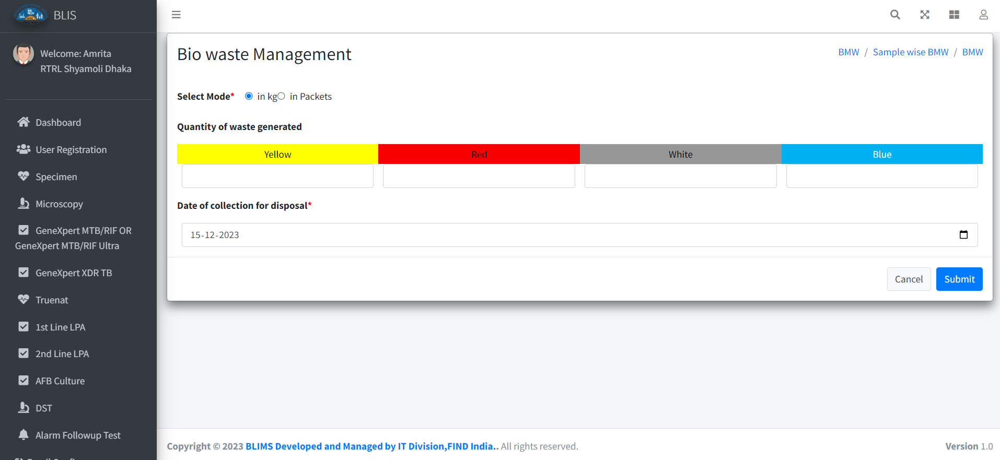 BLIS
Welcome: Amrita
RTRL Shyamoli Dhaka
Dashboard
User Registration
Specimen
Microscopy
GeneXpert MTB/RIF OR
GeneXpert MTB/RIF Ultra
GeneXpert XDR TB
Truenat
1st Line LPA
2nd Line LPA
AFB Culture
DST
Alarm Followup Test
Bio waste Management
BMW / Sample wise BMW / BMW
Select Mode* in kg in Packets
Quantity of waste generated
Yellow Red White Blue
Date of collection for disposal*
15-12-2023
Cancel Submit
Copyright © 2023 BLIMS Developed and Managed by IT Division,FIND India.. All rights reserved.
Version 1.0